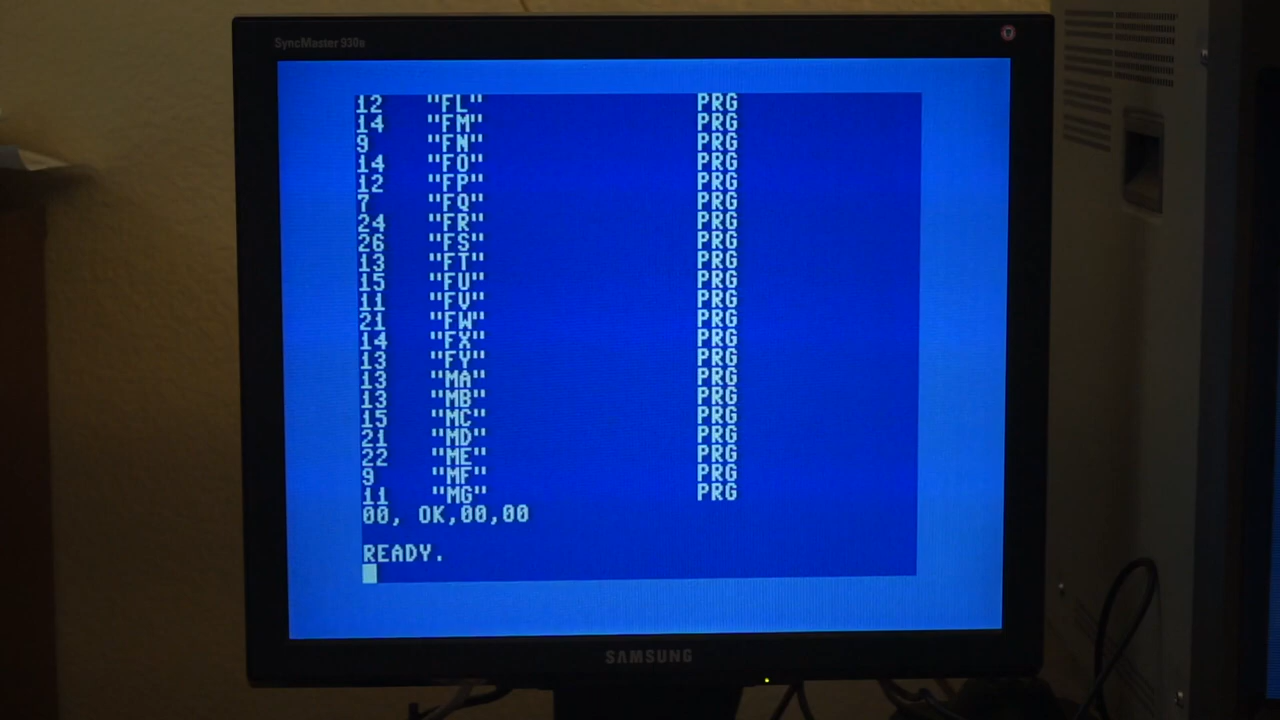 SyncMaster 930B
12 "FL" PRG
14 "FM" PRG
9 "FN" PRG
14 "FO" PRG
12 "FP" PRG
7 "FQ" PRG
24 "FR" PRG
26 "FS" PRG
13 "FT" PRG
15 "FU" PRG
11 "FV" PRG
21 "FW" PRG
14 "FX" PRG
13 "FY" PRG
13 "MA" PRG
13 "MB" PRG
15 "MC" PRG
21 "MD" PRG
22 "ME" PRG
9 "MF" PRG
11 "MG" PRG
00, OK,00,00
READY.
SAMSUNG